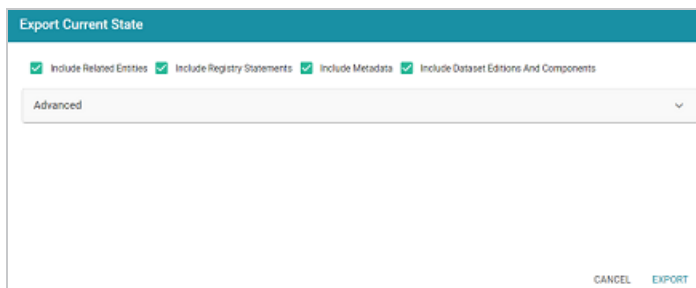 Export Current State
Include Related Entities Include Registry Statements Include Metadata Include Dataset Editions And Components
Advanced
CANCEL EXPORT